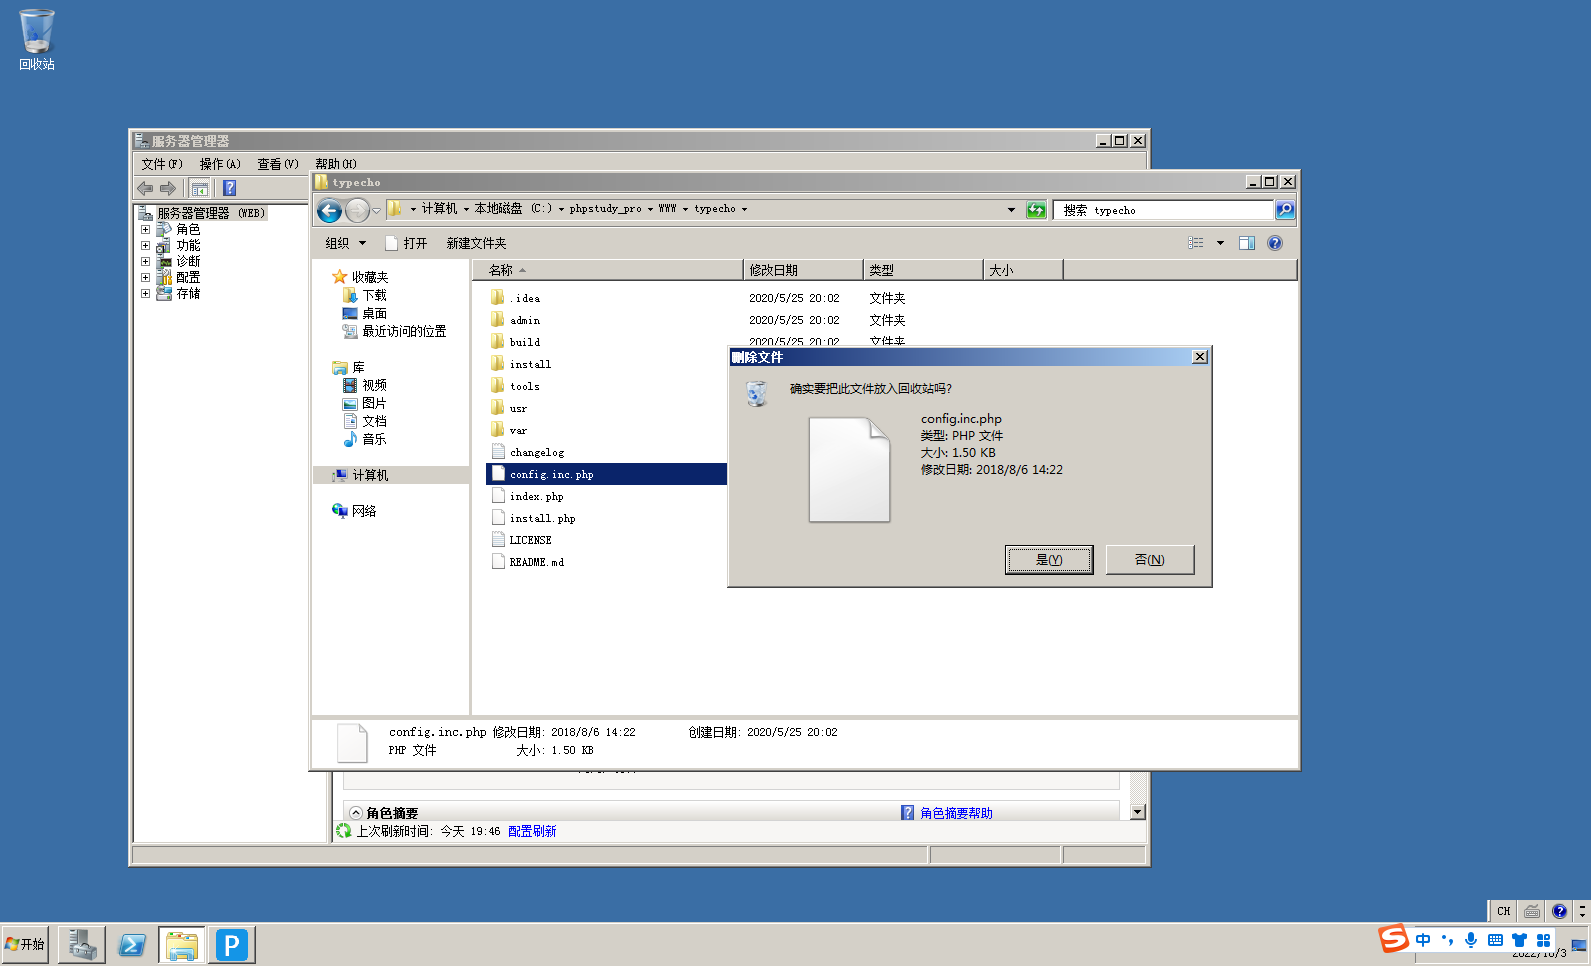 回收站
服务器管理器
文件(F) 操作(A) 查看(V) 帮助(H)
服务器管理器 (WEB)
角色
功能
诊断
配置
存储
typecho
计算机 本地磁盘 (C:) phpstudy_pro WWW typecho
搜索 typecho
组织 打开 新建文件夹
收藏夹
下载
桌面
最近访问的位置
库
视频
图片
文档
音乐
计算机
网络
名称 修改日期 类型 大小
.idea 2020/5/25 20:02 文件夹
admin 2020/5/25 20:02 文件夹
build 2020/5/25 20:02 文件夹
install
tools
usr
var
changelog
config.inc.php
index.php
install.php
LICENSE
README.md
删除文件
确实要把此文件放入回收站吗?
config.inc.php
类型: PHP 文件
大小: 1.50 KB
修改日期: 2018/8/6 14:22
是(Y) 否(N)
config.inc.php 修改日期: 2018/8/6 14:22 创建日期: 2020/5/25 20:02
PHP 文件 大小: 1.50 KB
角色摘要 角色摘要帮助
上次刷新时间: 今天 19:46 配置刷新
CH
开始
P
S 中
2022/10/3